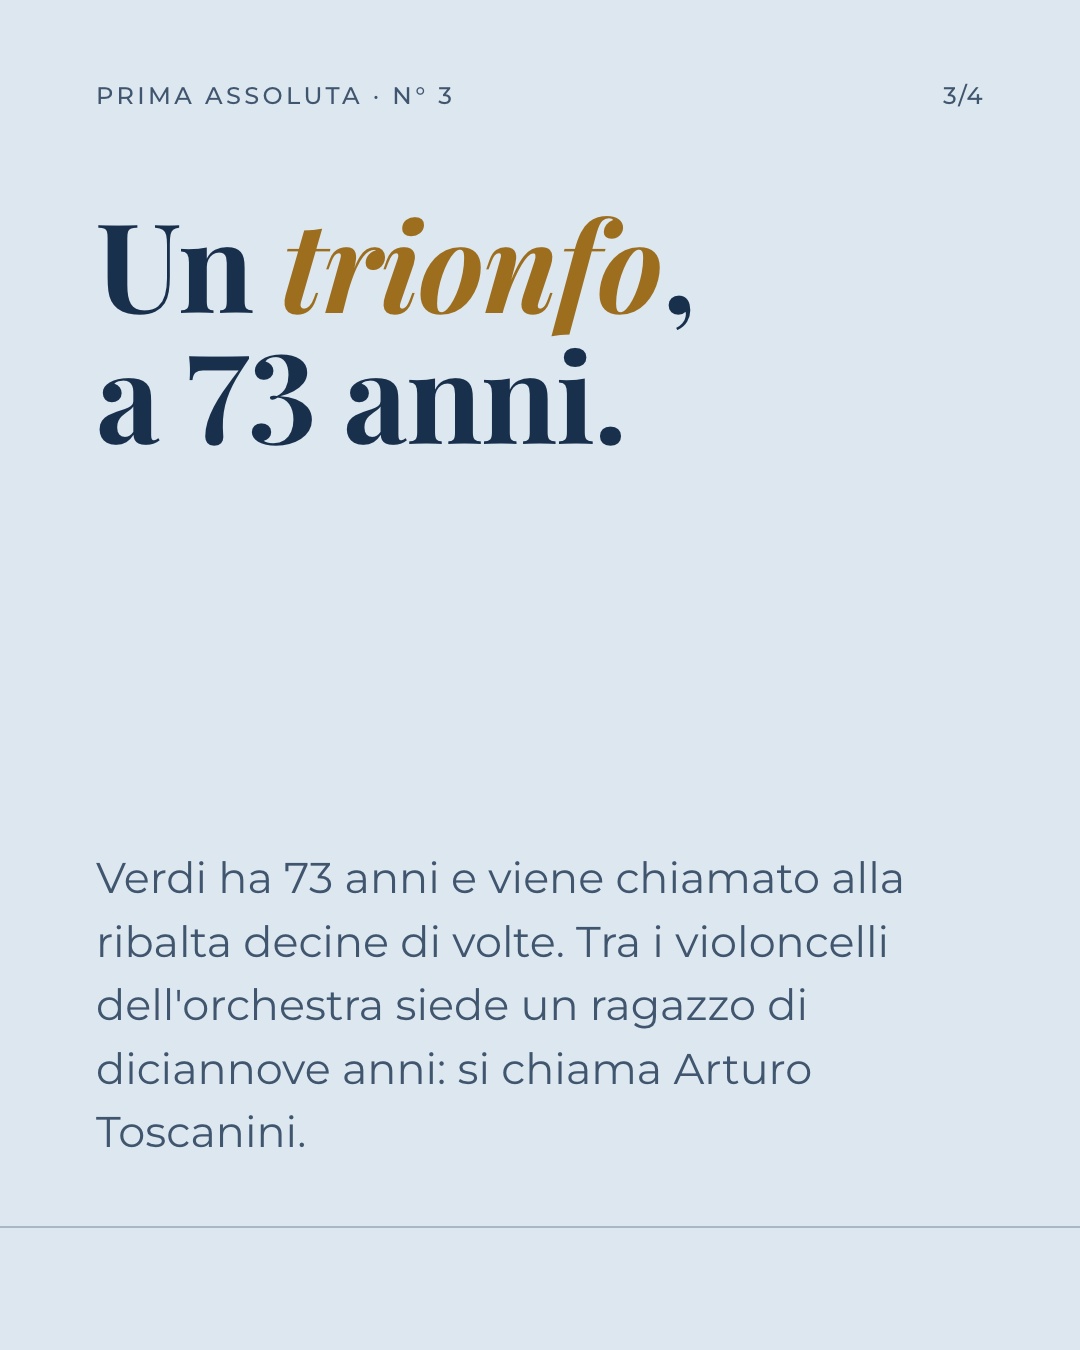 PRIMA ASSOLUTA · N° 3
3/4
Un trionfo,
a 73 anni.
Verdi ha 73 anni e viene chiamato alla
ribalta decine di volte. Tra i violoncelli
dell'orchestra siede un ragazzo di
diciannove anni: si chiama Arturo
Toscanini.